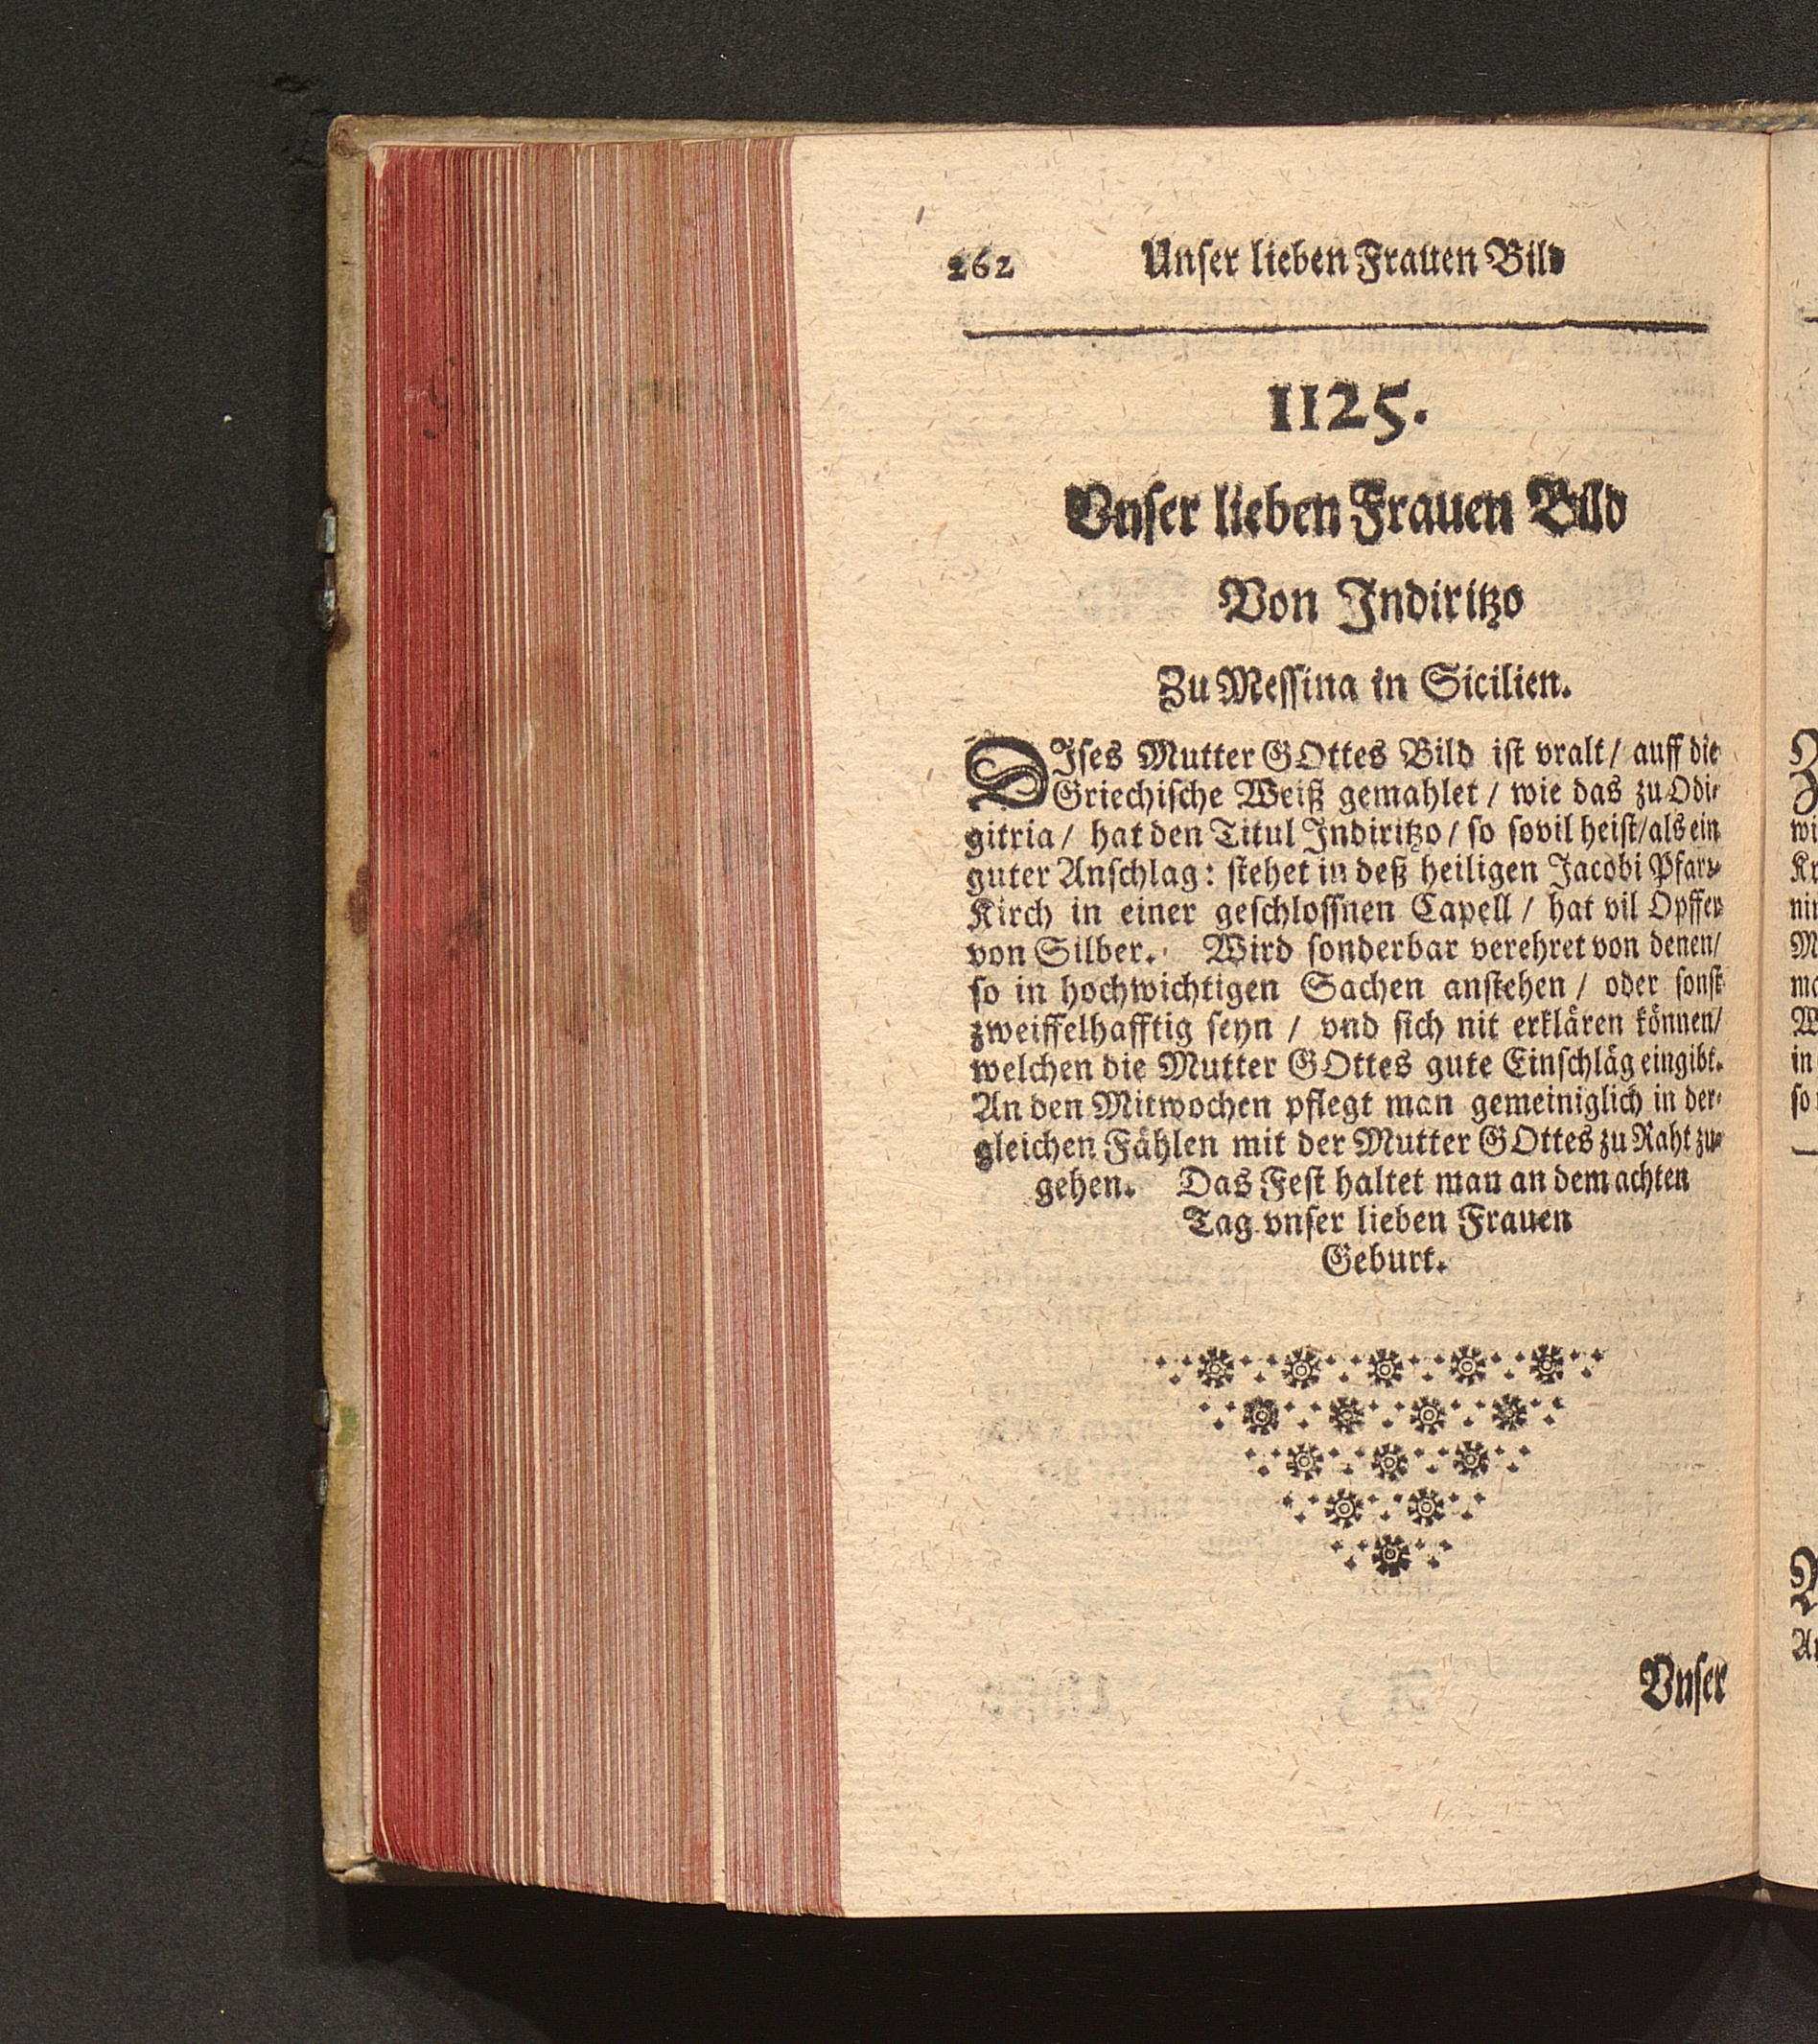 262 Unser lieben Frauen Bild
1125.
Vnser lieben Frauen Bild
Von Indiritzo
Zu Messina in Sicilien.
DIses Mutter GOttes Bild ist vralt / auff die
Griechische Weiß gemahlet / wie das zu Odi-
gitria / hat den Titul Indiritzo / so sovil heist / als ein
guter Anschlag: stehet in deß heiligen Jacobi Pfarr-
Kirch in einer geschlossnen Capell / hat vil Opffer
von Silber. Wird sonderbar verehret von denen /
so in hochwichtigen Sachen anstehen / oder sonst
zweiffelhafftig seyn / vnd sich nit erklären können /
welchen die Mutter GOttes gute Einschläg eingibt.
An den Mitwochen pflegt man gemeiniglich in der-
gleichen Fählen mit der Mutter GOttes zu Raht zu-
gehen. Das Fest haltet man an dem achten
Tag vnser lieben Frauen
Geburt.
Vnser